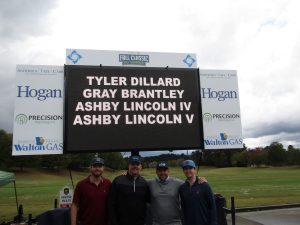 FALL CLASSIC
TYLER DILLARD
GRAY BRANTLEY
ASHBY LINCOLN IV
ASHBY LINCOLN V
Hogan
PRECISION
Walton GAS
Hogan
PRECISION
Walton GAS